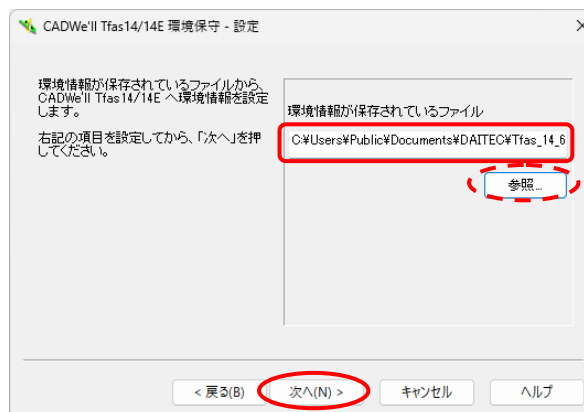 CADWe'll Tfas14/14E 環境保守 - 設定
環境情報が保存されているファイルから、
CADWe'll Tfas14/14E へ環境情報を設定
します。
右記の項目を設定してから、「次へ」を押
してください。
環境情報が保存されているファイル
C:¥Users¥Public¥Documents¥DAITEC¥Tfas_14_6
参照...
< 戻る(B)
次へ(N) >
キャンセル
ヘルプ